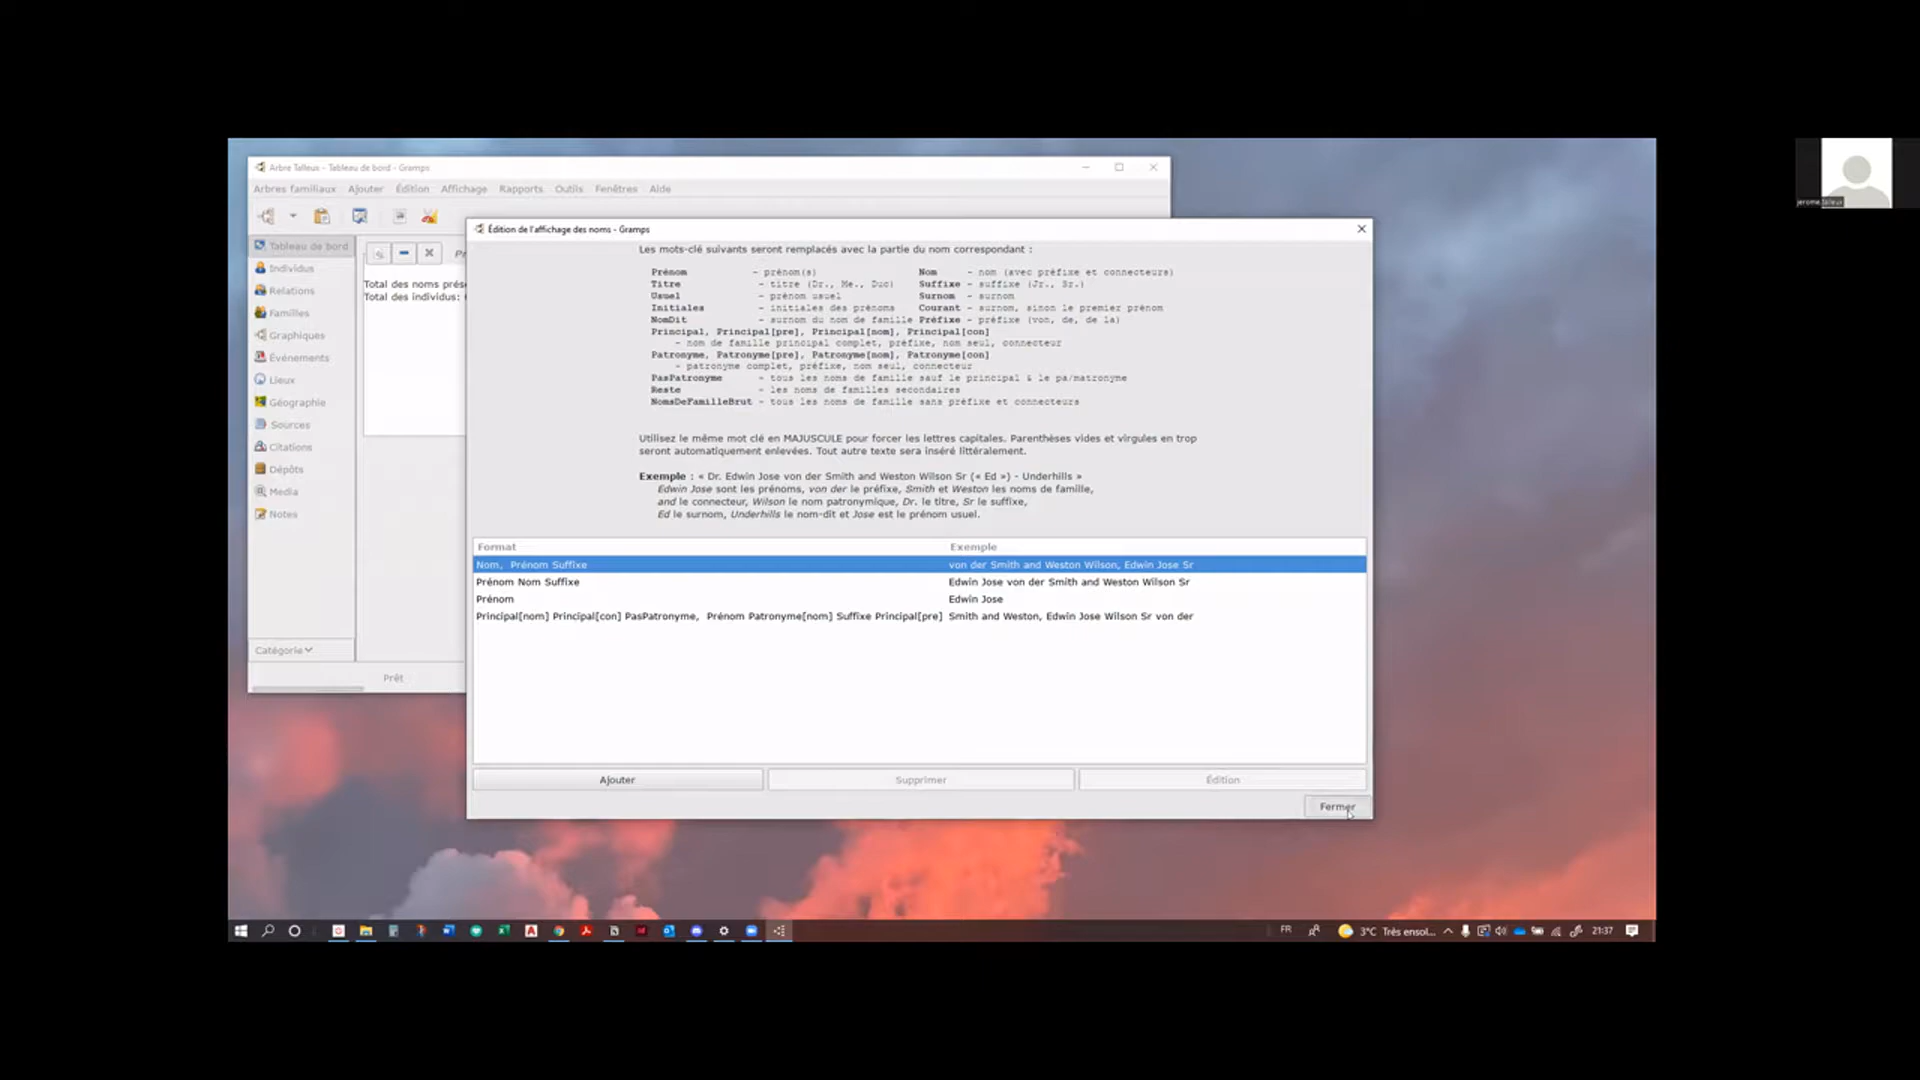 Arbre Talleux - Tableau de bord - Gramps
Arbres familiaux Ajouter Édition Affichage Rapports Outils Fenêtres Aide
Tableau de bord
Individus
Relations
Familles
Graphiques
Événements
Lieux
Géographie
Sources
Citations
Dépôts
Media
Notes
Catégorie
Total des noms prés
Total des individus:
Prêt
Édition de l'affichage des noms - Gramps
Les mots-clé suivants seront remplacés avec la partie du nom correspondant :
Prénom - prénom(s) Nom - nom (avec préfixe et connecteurs)
Titre - titre (Dr., Me., Duc) Suffixe - suffixe (Jr., Sr.)
Usuel - prénom usuel Surnom - surnom
Initiales - initiales des prénoms Courant - surnom, sinon le premier prénom
NomDit - surnom du nom de famille Préfixe - préfixe (von, de, de la)
Principal, Principal[pre], Principal[nom], Principal[con]
- nom de famille principal complet, préfixe, nom seul, connecteur
Patronyme, Patronyme[pre], Patronyme[nom], Patronyme[con]
- patronyme complet, préfixe, nom seul, connecteur
PasPatronyme - tous les noms de famille sauf le principal & le pa/matronyme
Reste - les noms de familles secondaires
NomsDeFamilleBrut - tous les noms de famille sans préfixe et connecteurs
Utilisez le même mot clé en MAJUSCULE pour forcer les lettres capitales. Parenthèses vides et virgules en trop
seront automatiquement enlevées. Tout autre texte sera inséré littéralement.
Exemple : « Dr. Edwin Jose von der Smith and Weston Wilson Sr (« Ed ») - Underhills »
Edwin Jose sont les prénoms, von der le préfixe, Smith et Weston les noms de famille,
and le connecteur, Wilson le nom patronymique, Dr. le titre, Sr le suffixe,
Ed le surnom, Underhills le nom-dit et Jose est le prénom usuel.
Format Exemple
Nom, Prénom Suffixe von der Smith and Weston Wilson, Edwin Jose Sr
Prénom Nom Suffixe Edwin Jose von der Smith and Weston Wilson Sr
Prénom Edwin Jose
Principal[nom] Principal[con] PasPatronyme, Prénom Patronyme[nom] Suffixe Principal[pre] Smith and Weston, Edwin Jose Wilson Sr von der
Ajouter Supprimer Édition
Fermer
FR 3°C Très ensol... 21:37
jerome talleux